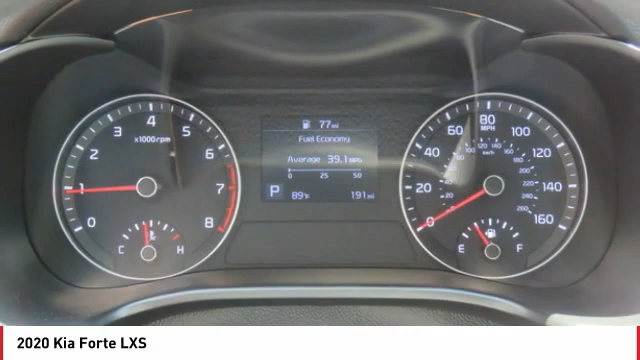 77 mi
Fuel Economy
Average 39.1 MPG
0 25 50
P 89°F 191 mi
0 1 2 3 4 5 6 7 8
x1000rpm
C H
0 20 40 60 80 100 120 140 160
MPH
km/h
E F
2020 Kia Forte LXS